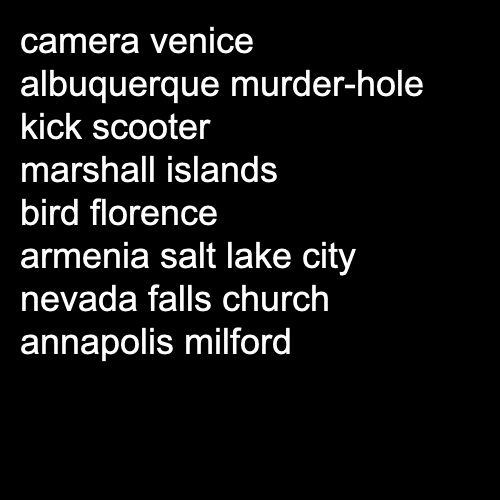 camera venice
albuquerque murder-hole
kick scooter
marshall islands
bird florence
armenia salt lake city
nevada falls church
annapolis milford